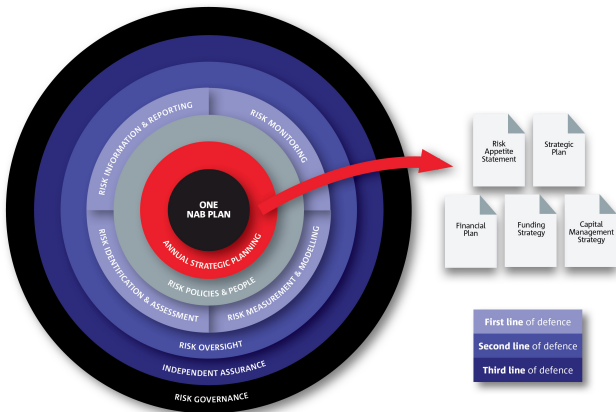 RISK INFORMATION & REPORTING
RISK MONITORING
ONE
NAB PLAN
ANNUAL STRATEGIC PLANNING
RISK POLICIES & PEOPLE
RISK IDENTIFICATION & ASSESSMENT
RISK MEASUREMENT & MODELLING
RISK OVERSIGHT
INDEPENDENT ASSURANCE
RISK GOVERNANCE
Risk
Appetite
Statement
Strategic
Plan
Financial
Plan
Funding
Strategy
Capital
Management
Strategy
First line of defence
Second line of defence
Third line of defence